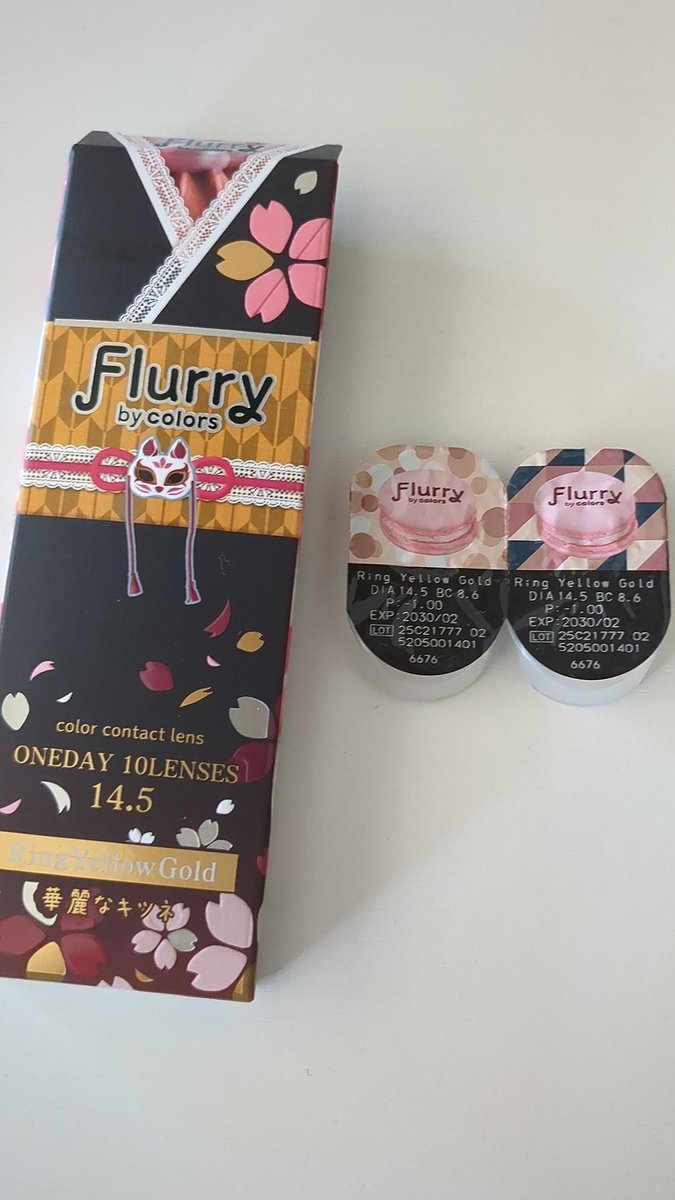 Flurry
Flurry
by colors
color contact lens
ONEDAY 10LENSES
14.5
Ring Yellow Gold
華麗なキツネ
Flurry
by colors
Ring Yellow Gold
DIA 14.5 BC 8.6
P:-1.00
EXP:2030/02
LOT 25C21777 02
5205001401
6676
Flurry
by colors
Ring Yellow Gold
DIA 14.5 BC 8.6
P:-1.00
EXP:2030/02
LOT 25C21777 02
5205001401
6676